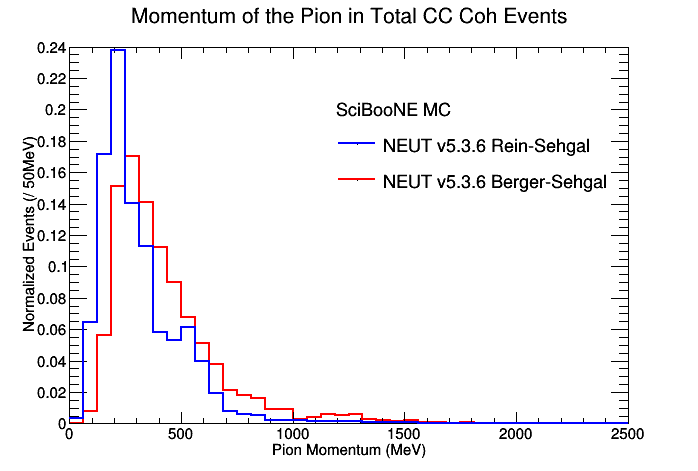 Momentum of the Pion in Total CC Coh Events
Normalized Events (/ 50MeV)
0.24
0.22
0.2
0.18
0.16
0.14
0.12
0.1
0.08
0.06
0.04
0.02
0
SciBooNE MC
NEUT v5.3.6 Rein-Sehgal
NEUT v5.3.6 Berger-Sehgal
0 500 1000 1500 2000 2500
Pion Momentum (MeV)